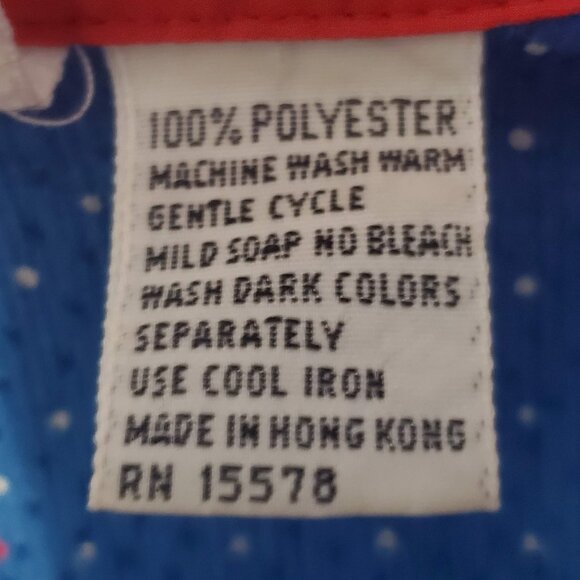 100% POLYESTER
MACHINE WASH WARM
GENTLE CYCLE
MILD SOAP NO BLEACH
WASH DARK COLORS
SEPARATELY
USE COOL IRON
MADE IN HONG KONG
RN 15578